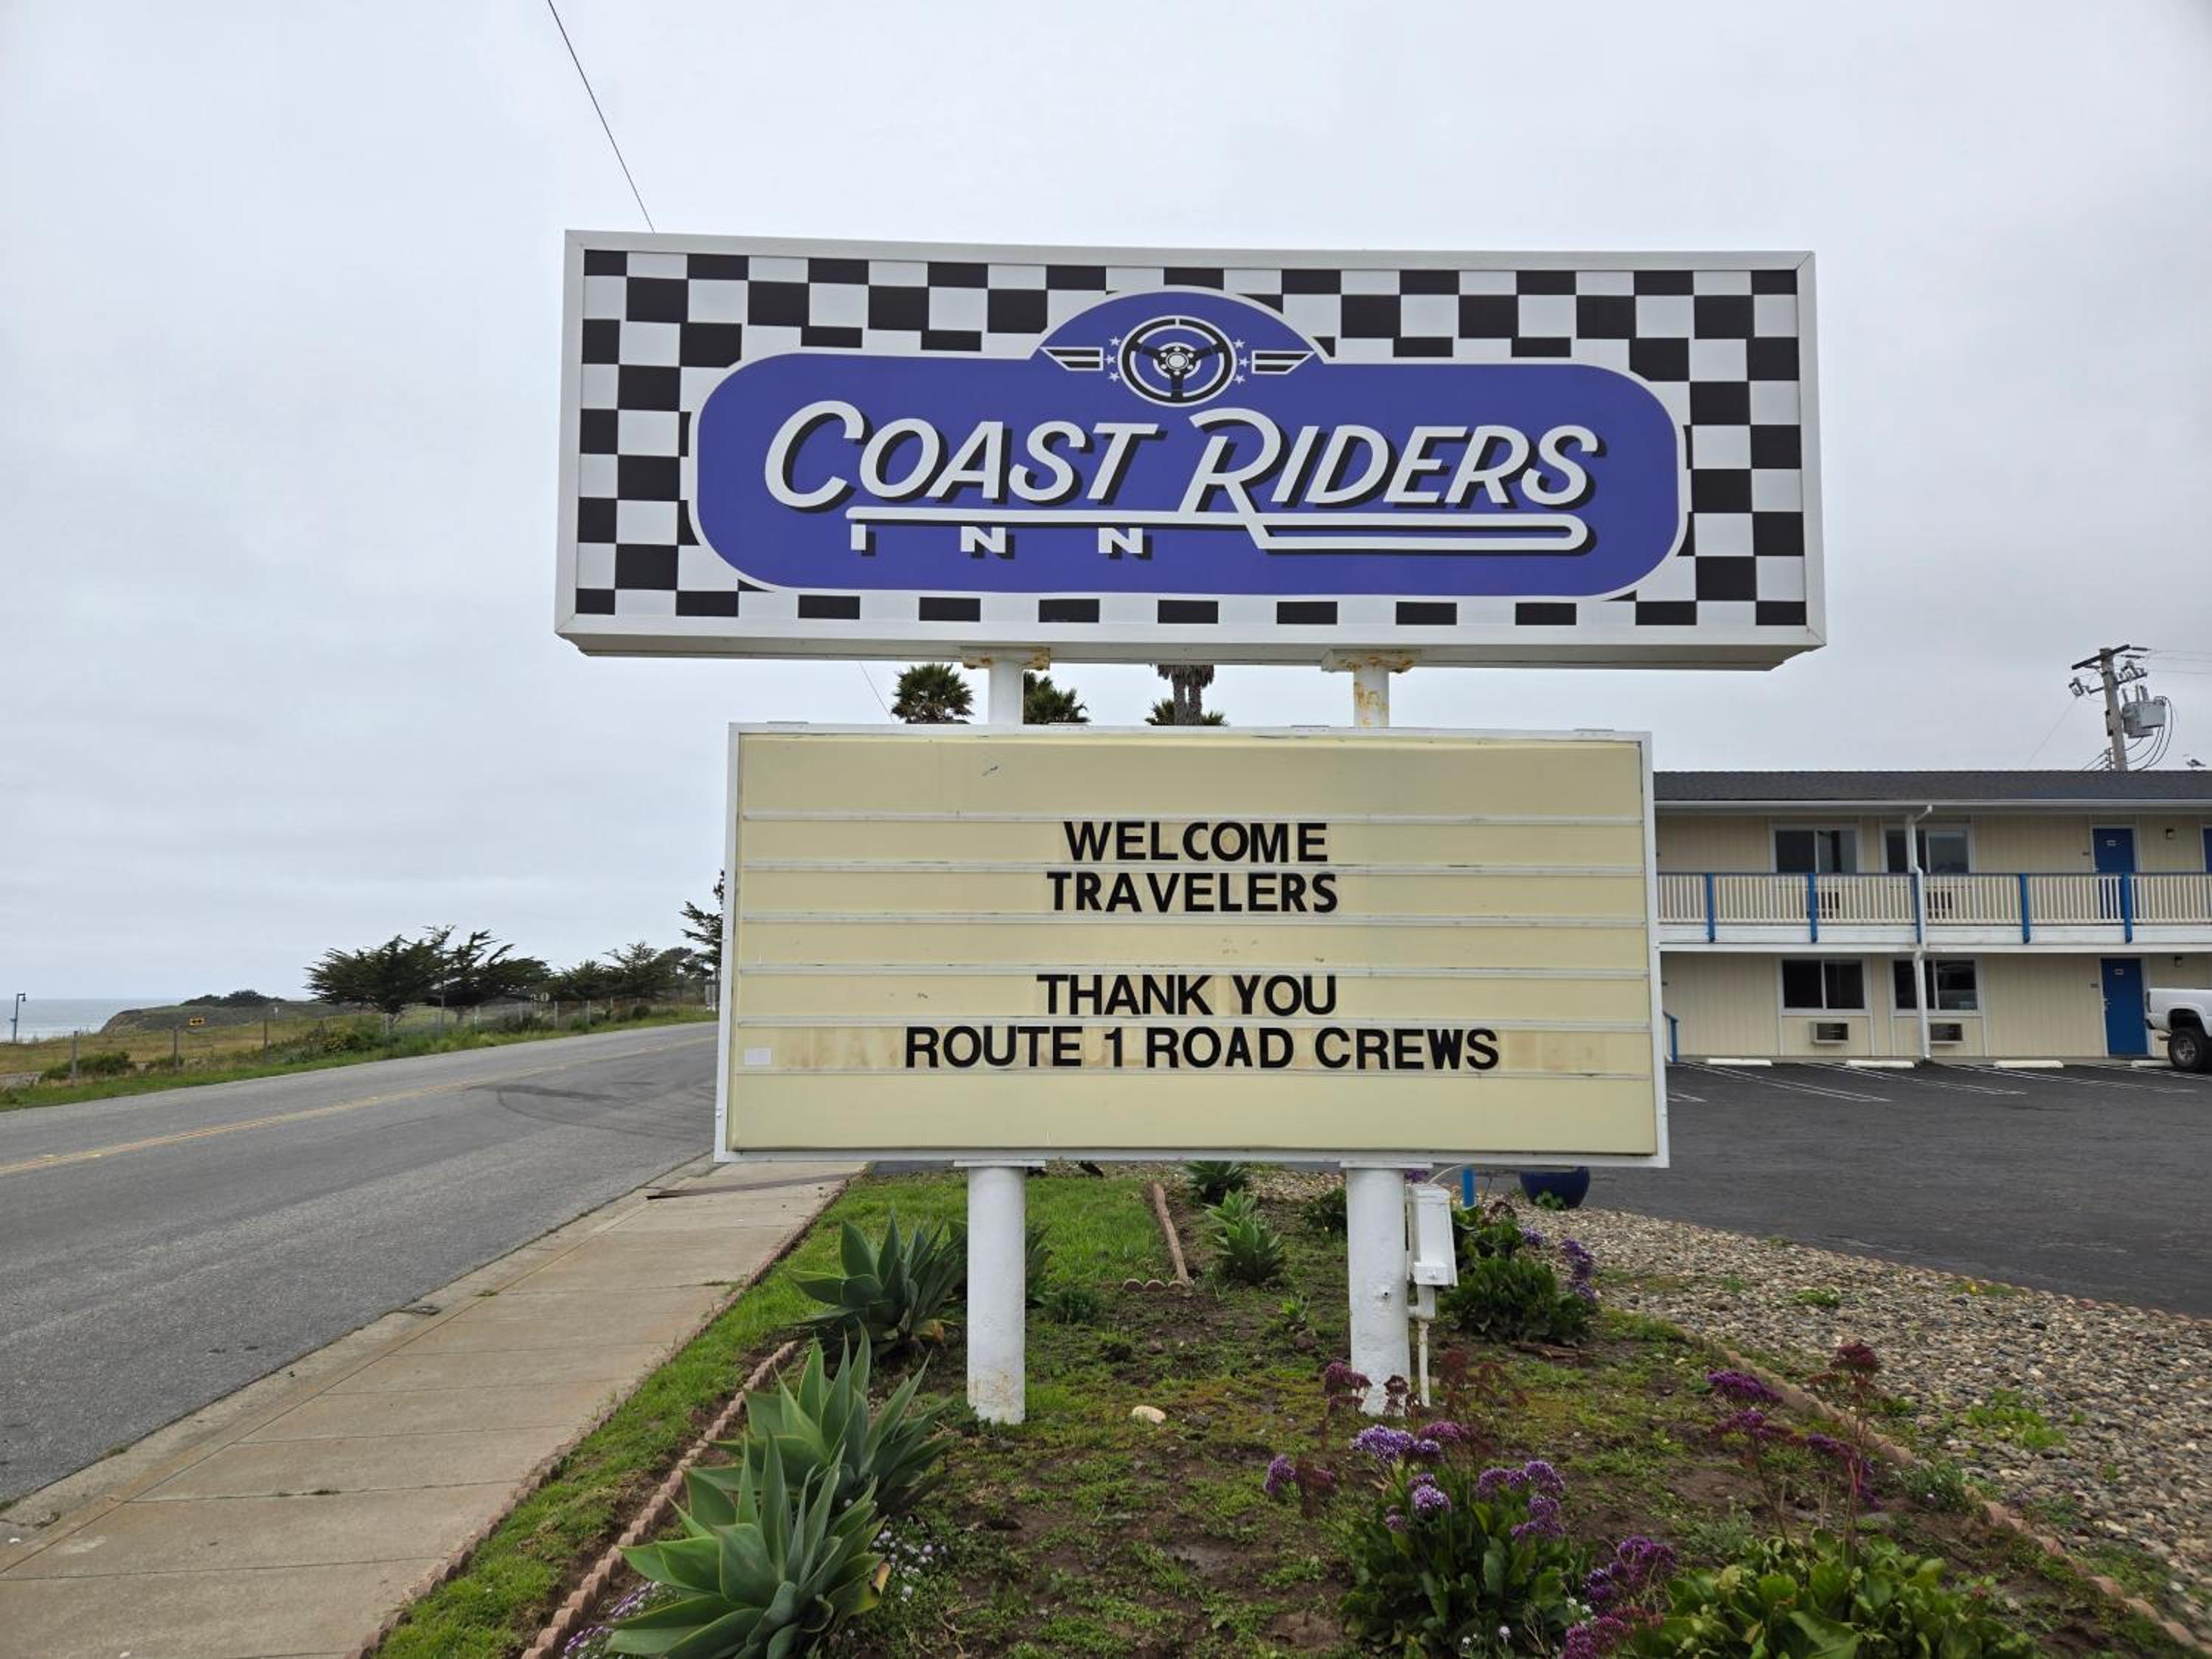 COAST RIDERS
INN
WELCOME
TRAVELERS
THANK YOU
ROUTE 1 ROAD CREWS